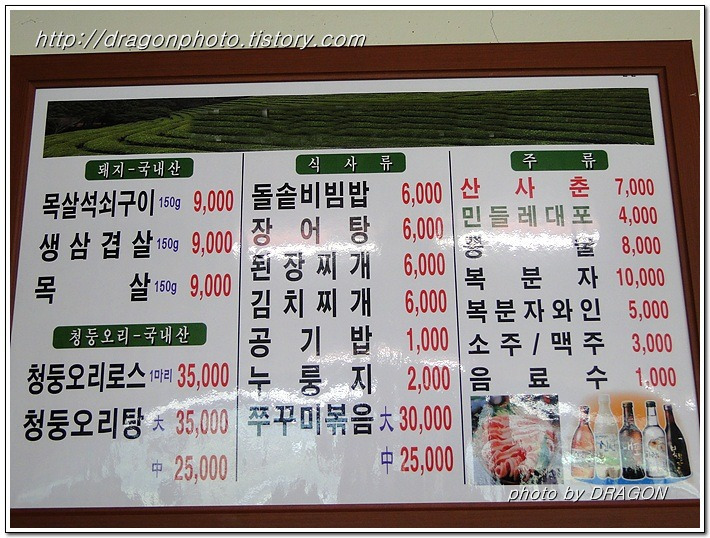 http://dragonphoto.tistory.com
돼지-국내산
목살석쇠구이 150g 9,000
생삼겹살 150g 9,000
목살 150g 9,000
청둥오리-국내산
청둥오리로스 1마리 35,000
청둥오리탕 大 35,000
中 25,000
식사류
돌솥비빔밥 6,000
장어탕 6,000
된장찌개 6,000
김치찌개 6,000
공기밥 1,000
누룽지 2,000
쭈꾸미볶음 大 30,000
中 25,000
주류
산사춘 7,000
민들레대포 4,000
8,000
복분자 10,000
복분자와인 5,000
소주/맥주 3,000
음료수 1,000
photo by DRAGON